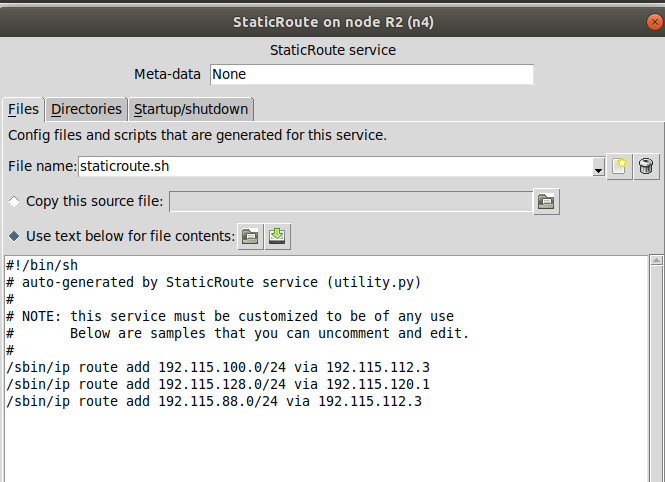 StaticRoute on node R2 (n4)
StaticRoute service
Meta-data None
Files Directories Startup/shutdown
Config files and scripts that are generated for this service.
File name: staticroute.sh
Copy this source file:
Use text below for file contents:
#!/bin/sh
# auto-generated by StaticRoute service (utility.py)
#
# NOTE: this service must be customized to be of any use
#       Below are samples that you can uncomment and edit.
#
/sbin/ip route add 192.115.100.0/24 via 192.115.112.3
/sbin/ip route add 192.115.128.0/24 via 192.115.120.1
/sbin/ip route add 192.115.88.0/24 via 192.115.112.3